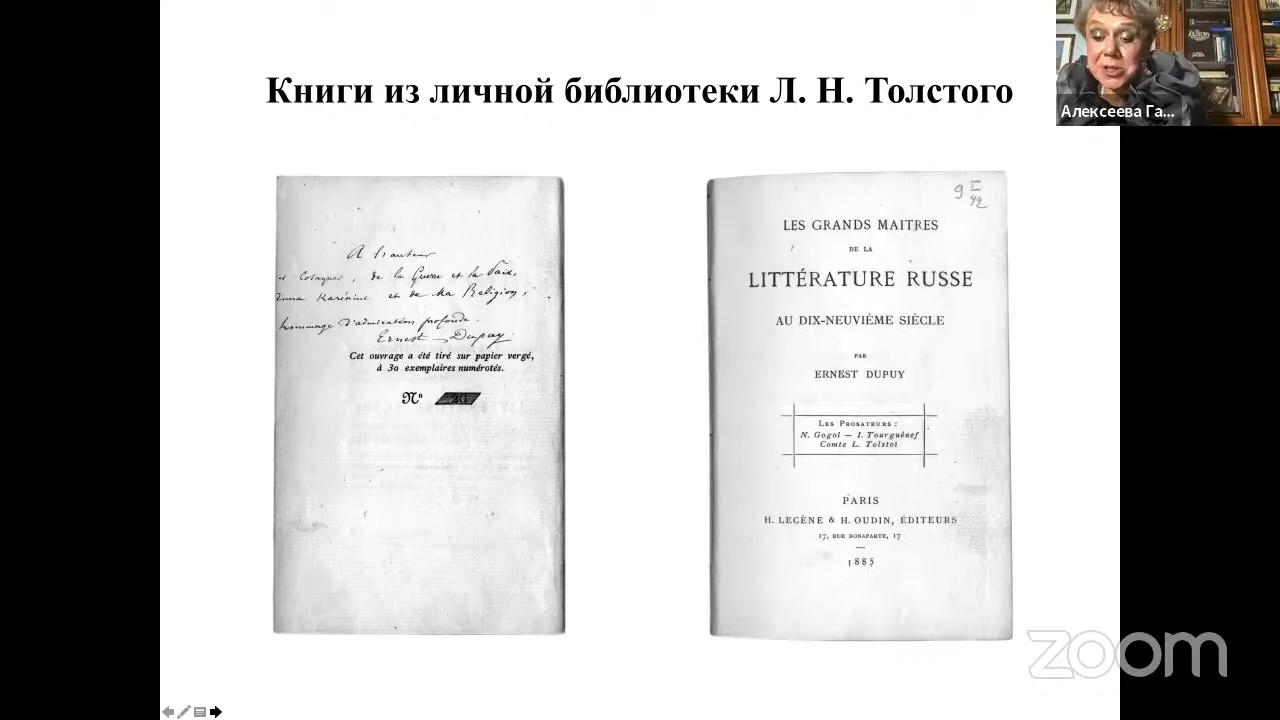 Книги из личной библиотеки Л. Н. Толстого
Алексеева Га...
A l'auteur
Cosaques, de la Guerre et la Paix,
Anna Karénine et de Ma Religion,
hommage d'admiration profonde.
Ernest Dupuy
Cet ouvrage a été tiré sur papier vergé,
à 30 exemplaires numérotés.
Nº 20
LES GRANDS MAITRES
DE LA
LITTÉRATURE RUSSE
AU DIX-NEUVIÈME SIÈCLE
PAR
ERNEST DUPUY
LES PROSATEURS :
N. Gogol — I. Tourguénef
Comte L. Tolstoï
PARIS
H. LECÈNE & H. OUDIN, ÉDITEURS
17, RUE BONAPARTE, 17
1885
zoom